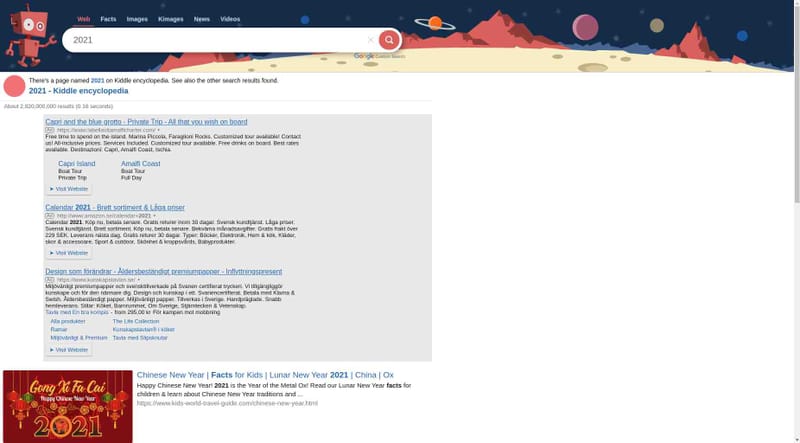 Web Facts Images Kimages News Videos
2021
Google Custom Search
There's a page named 2021 on Kiddle encyclopedia. See also the other search results found.
2021 - Kiddle encyclopedia
About 2,820,000,000 results (0.38 seconds)
Capri and the blue grotto - Private Trip - All that you wish on board
Ad
Free time to spend on the island. Marina Piccola, Faraglioni Rocks. Customized tour available! Contact
us! All-inclusive prices. Services Included. Customized tour available. Free drinks on board. Best rates
available. Destinazioni: Capri, Amalfi Coast, Ischia.
Capri Island Amalfi Coast
Boat Tour Boat Tour
Private Trip Full Day
➤ Visit Website
Calendar 2021 - Brett sortiment & Låga priser
Ad http://www.amazon.se/calendar+2021
Calendar 2021. Köp nu, betala senare. Gratis returer inom 30 dagar. Svensk kundtjänst. Låga priser,
Svensk kundtjänst. Brett sortiment. Köp nu, betala senare. Bekväma månadsavgifter. Gratis frakt över
229 SEK. Leverans nästa dag. Gratis returer 30 dagar. Typer: Böcker, Elektronik, Hem & kök, Kläder,
skor & accessoarer, Sport & outdoor, Skönhet & kroppsvård, Babyprodukter.
➤ Visit Website
Design som förändrar - Åldersbeständigt premiumpapper - Inflyttningspresent
Ad https://www.kunskapstavlan.se/
Miljövänligt premiumpapper och svensktillverkade på Svanen certifierat tryckeri. Vi tillgängliggör
kunskape och för den närmare dig. Design och kunskap i ett. Svanencertifierat. Betala med Klarna &
Swish. Åldersbeständigt papper. Miljövänligt papper. Tillverkas i Sverige. Handpräglade. Snabb
hemleverans. Stilar: Köket, Barnrummet, Om Sverige, Stjärntecken & Vetenskap.
Tavla med En bra kompis - from 295,00 kr För kampen mot mobbning
Alla produkter The Life Collection
Ramar Kunskapstavlan® i köket
Miljövänligt & Premium Tavla med Slipsknutar
➤ Visit Website
Gong Xi Fa Cai
Happy Chinese New Year
2021
Chinese New Year | Facts for Kids | Lunar New Year 2021 | China | Ox
Happy Chinese New Year! 2021 is the Year of the Metal Ox! Read our Lunar New Year facts for
children & learn about Chinese New Year traditions and ...
https://www.kids-world-travel-guide.com/chinese-new-year.html